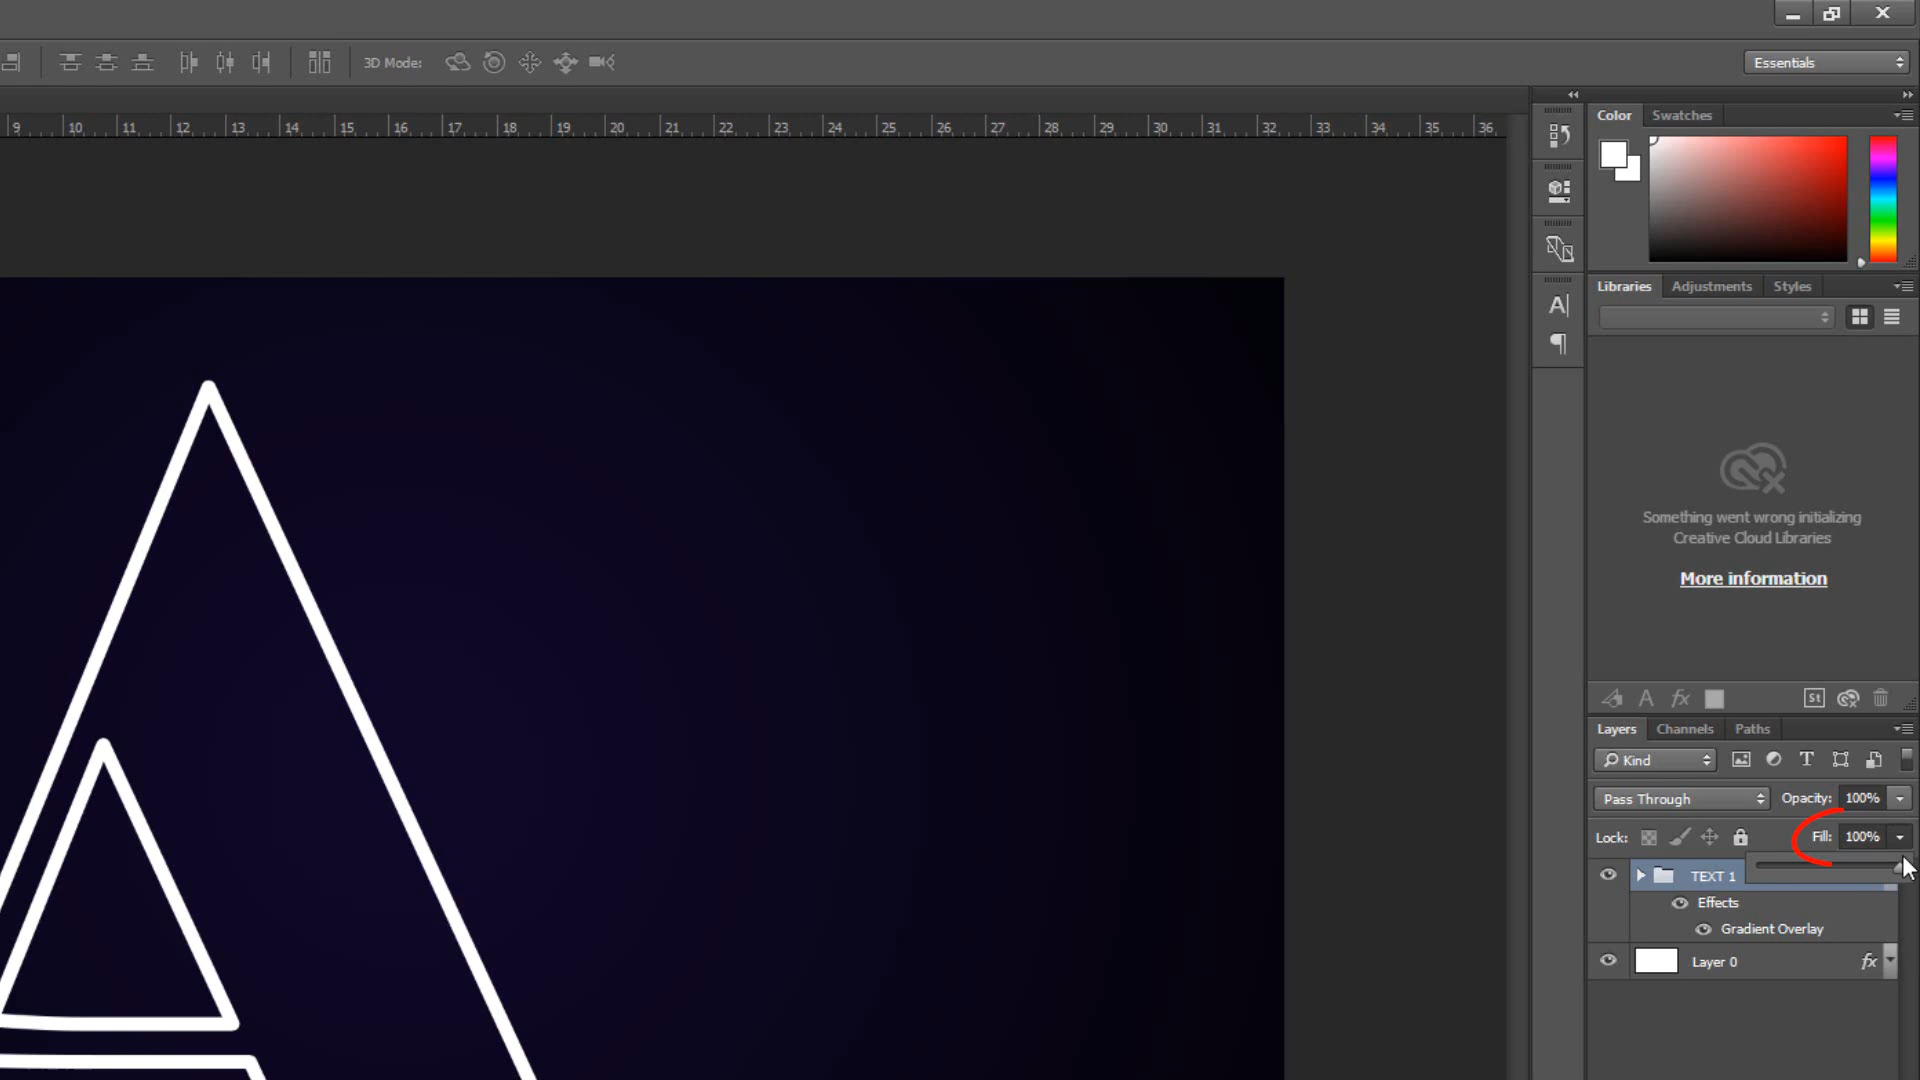 3D Mode:
Essentials
9 10 11 12 13 14 15 16 17 18 19 20 21 22 23 24 25 26 27 28 29 30 31 32 33 34 35 36
Color Swatches
Libraries Adjustments Styles
Something went wrong initializing
Creative Cloud Libraries
More information
St
Layers Channels Paths
Kind
Pass Through Opacity: 100%
Lock: Fill: 100%
TEXT 1
Effects
Gradient Overlay
Layer 0 fx